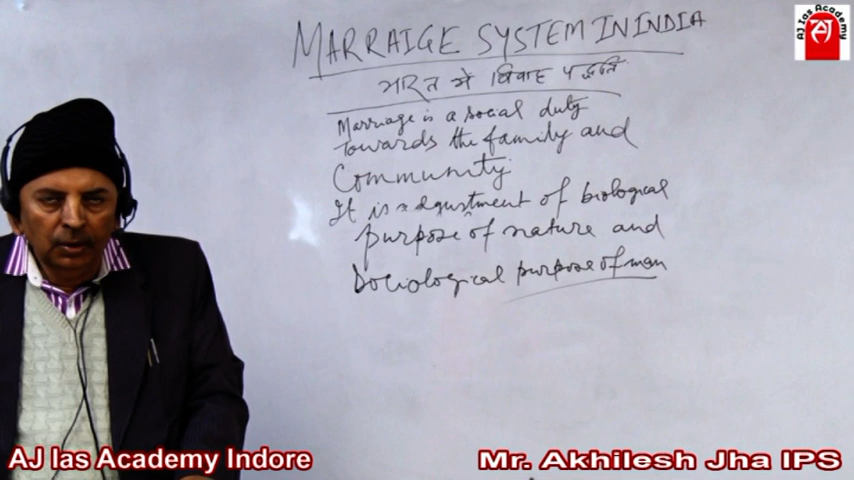 MARRAIGE SYSTEM IN INDIA
भारत में विवाह पद्धति
Marriage is a social duty
Towards the family and
Community
It is adjustment of biological
purpose of nature and
Sociological purpose of man
AJ Ias Academy
AJ
AJ Ias Academy Indore
Mr. Akhilesh Jha IPS